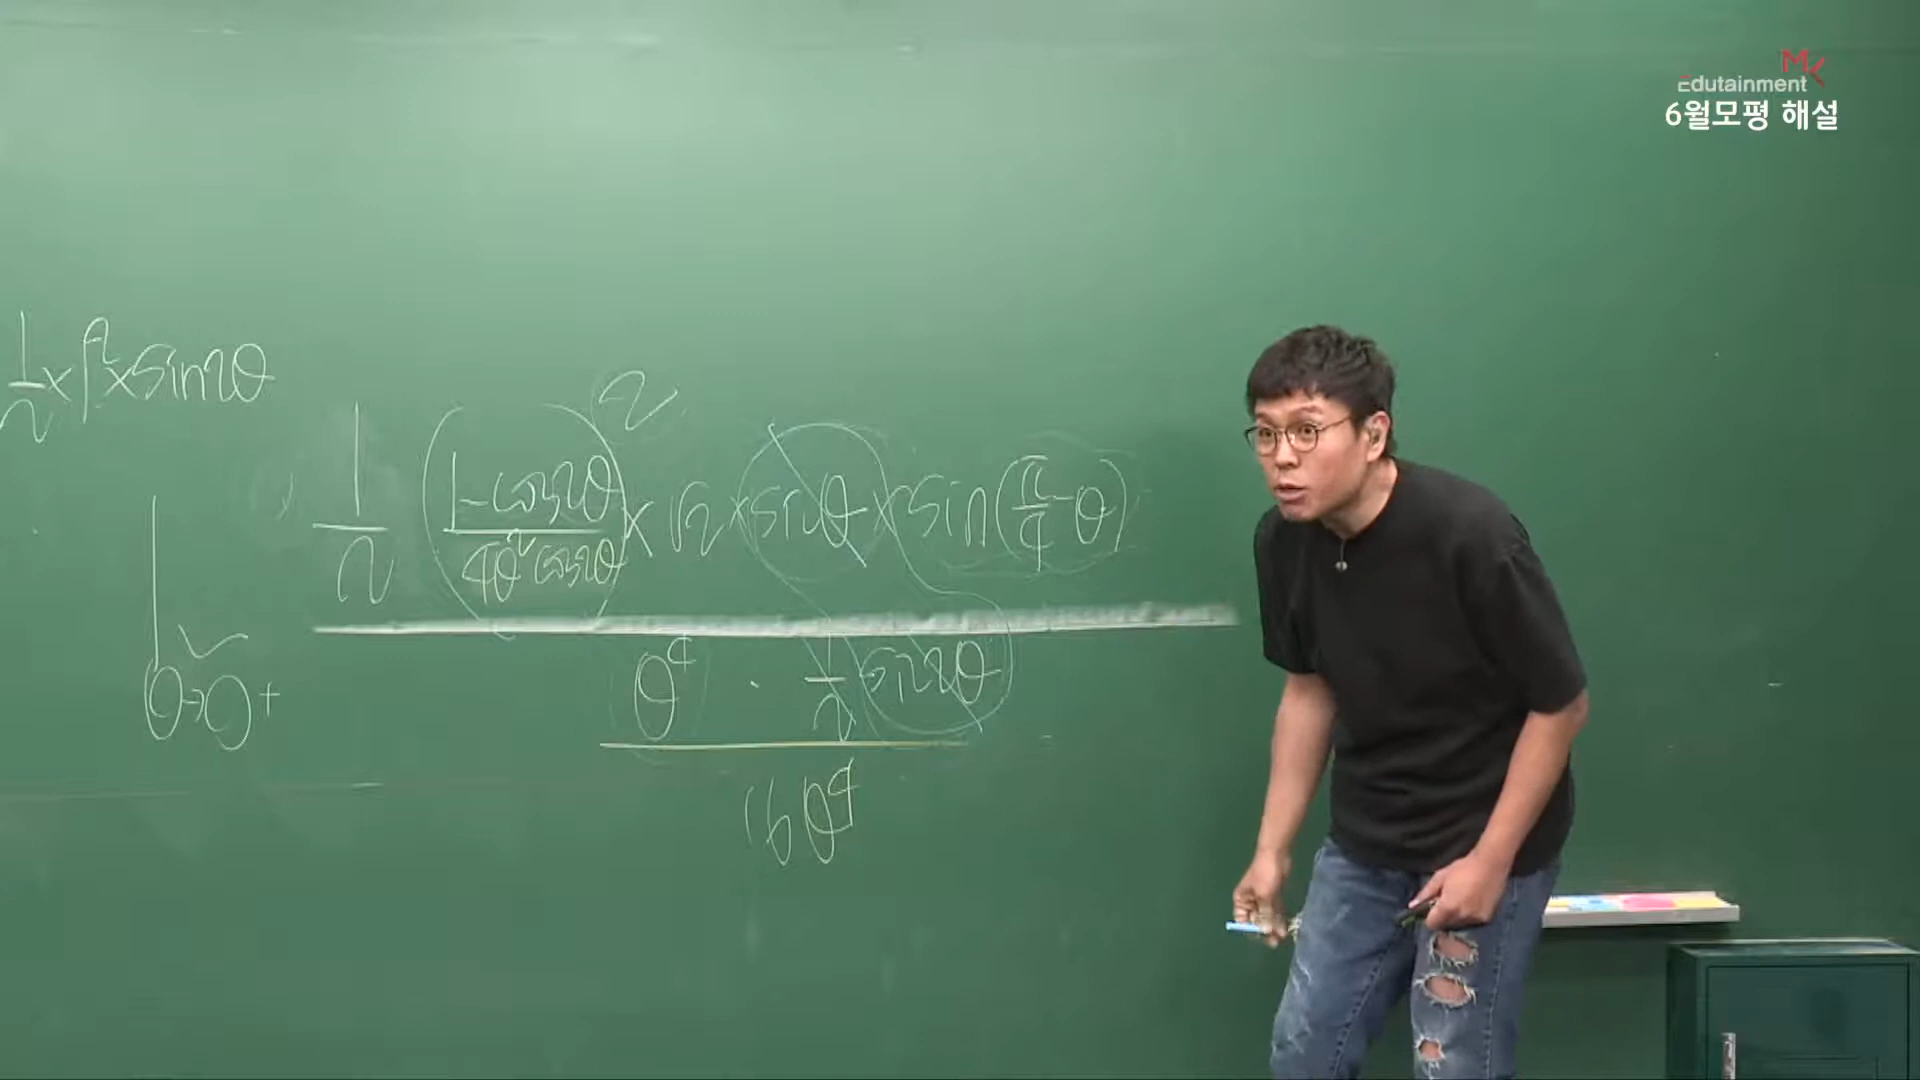 MK
Edutainment
6월모평 해설
1/2 × l² × sin2θ
lim θ→0+
1/2 ((1-cos2θ)/(4θ²cos2θ))² × √2 × sinθ × sin(π/4-θ)
θ⁴ · 1/2 sin2θ
16θ⁴